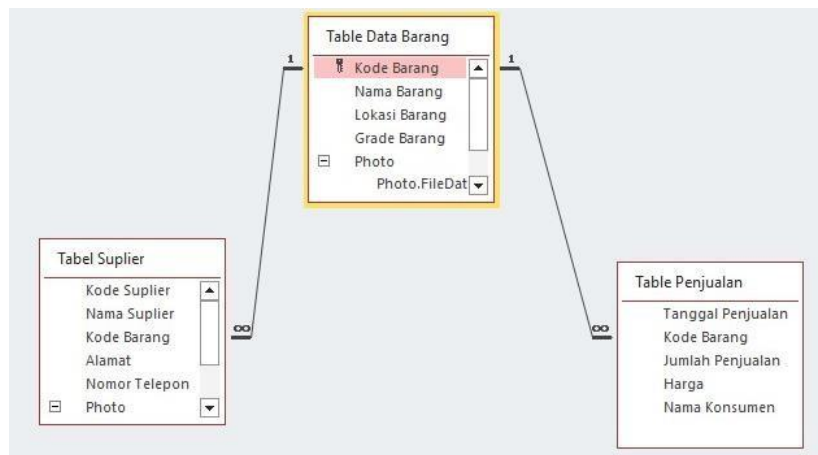 Table Data Barang
Kode Barang
Nama Barang
Lokasi Barang
Grade Barang
Photo
Photo.FileDat
1
1
Tabel Suplier
Kode Suplier
Nama Suplier
Kode Barang
Alamat
Nomor Telepon
Photo
∞
Table Penjualan
Tanggal Penjualan
Kode Barang
Jumlah Penjualan
Harga
Nama Konsumen
∞